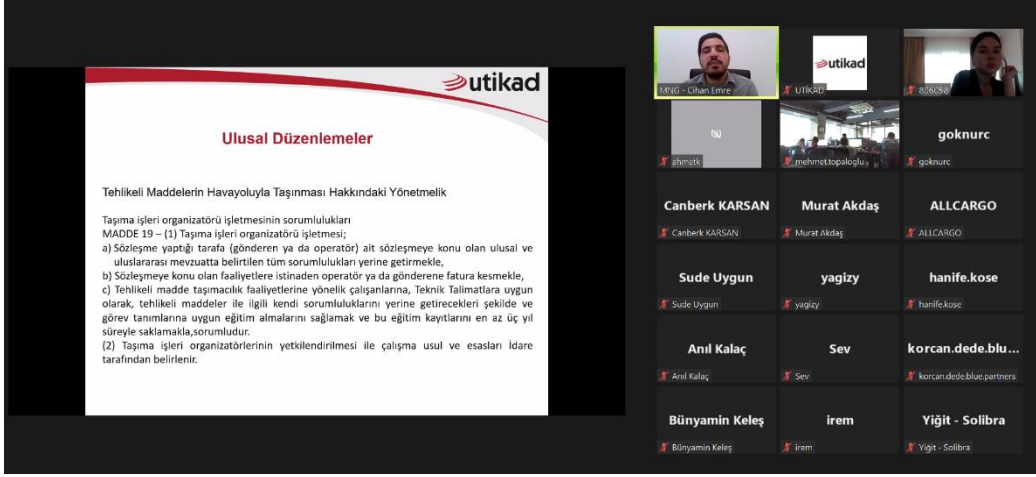 utikad
Ulusal Düzenlemeler
Tehlikeli Maddelerin Havayoluyla Taşınması Hakkındaki Yönetmelik
Taşıma işleri organizatörü işletmesinin sorumlulukları
MADDE 19 – (1) Taşıma işleri organizatörü işletmesi;
a) Sözleşme yaptığı tarafa (gönderen ya da operatör) ait sözleşmeye konu olan ulusal ve
uluslararası mevzuatta belirtilen tüm sorumlulukları yerine getirmekle,
b) Sözleşmeye konu olan faaliyetlere istinaden operatör ya da gönderene fatura kesmekle,
c) Tehlikeli madde taşımacılık faaliyetlerine yönelik çalışanlarına, Teknik Talimatlara uygun
olarak, tehlikeli maddeler ile ilgili kendi sorumluluklarını yerine getirecekleri şekilde ve
görev tanımlarına uygun eğitim almalarını sağlamak ve bu eğitim kayıtlarını en az üç yıl
süreyle saklamakla,sorumludur.
(2) Taşıma işleri organizatörlerinin yetkilendirilmesi ile çalışma usul ve esasları İdare
tarafından belirlenir.
MNG - Cihan Emre
utikad
UTİKAD
806058
ahmetk
mehmet.topaloglu
goknurc
goknurc
Canberk KARSAN
Canberk KARSAN
Murat Akdaş
Murat Akdaş
ALLCARGO
ALLCARGO
Sude Uygun
Sude Uygun
yagizy
yagizy
hanife.kose
hanife.kose
Anıl Kalaç
Anıl Kalaç
Sev
Sev
korcan.dede.blu...
korcan.dede.blue.partners
Bünyamin Keleş
Bünyamin Keleş
irem
irem
Yiğit - Solibra
Yiğit - Solibra